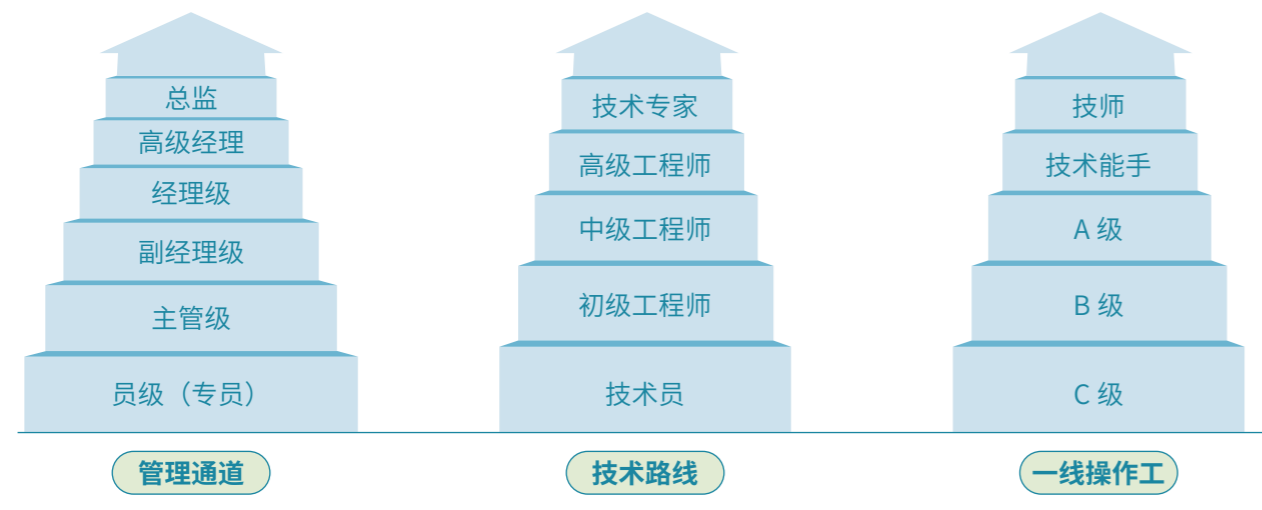 总监
高级经理
经理级
副经理级
主管级
员级（专员）
管理通道
技术专家
高级工程师
中级工程师
初级工程师
技术员
技术路线
技师
技术能手
A 级
B 级
C 级
一线操作工